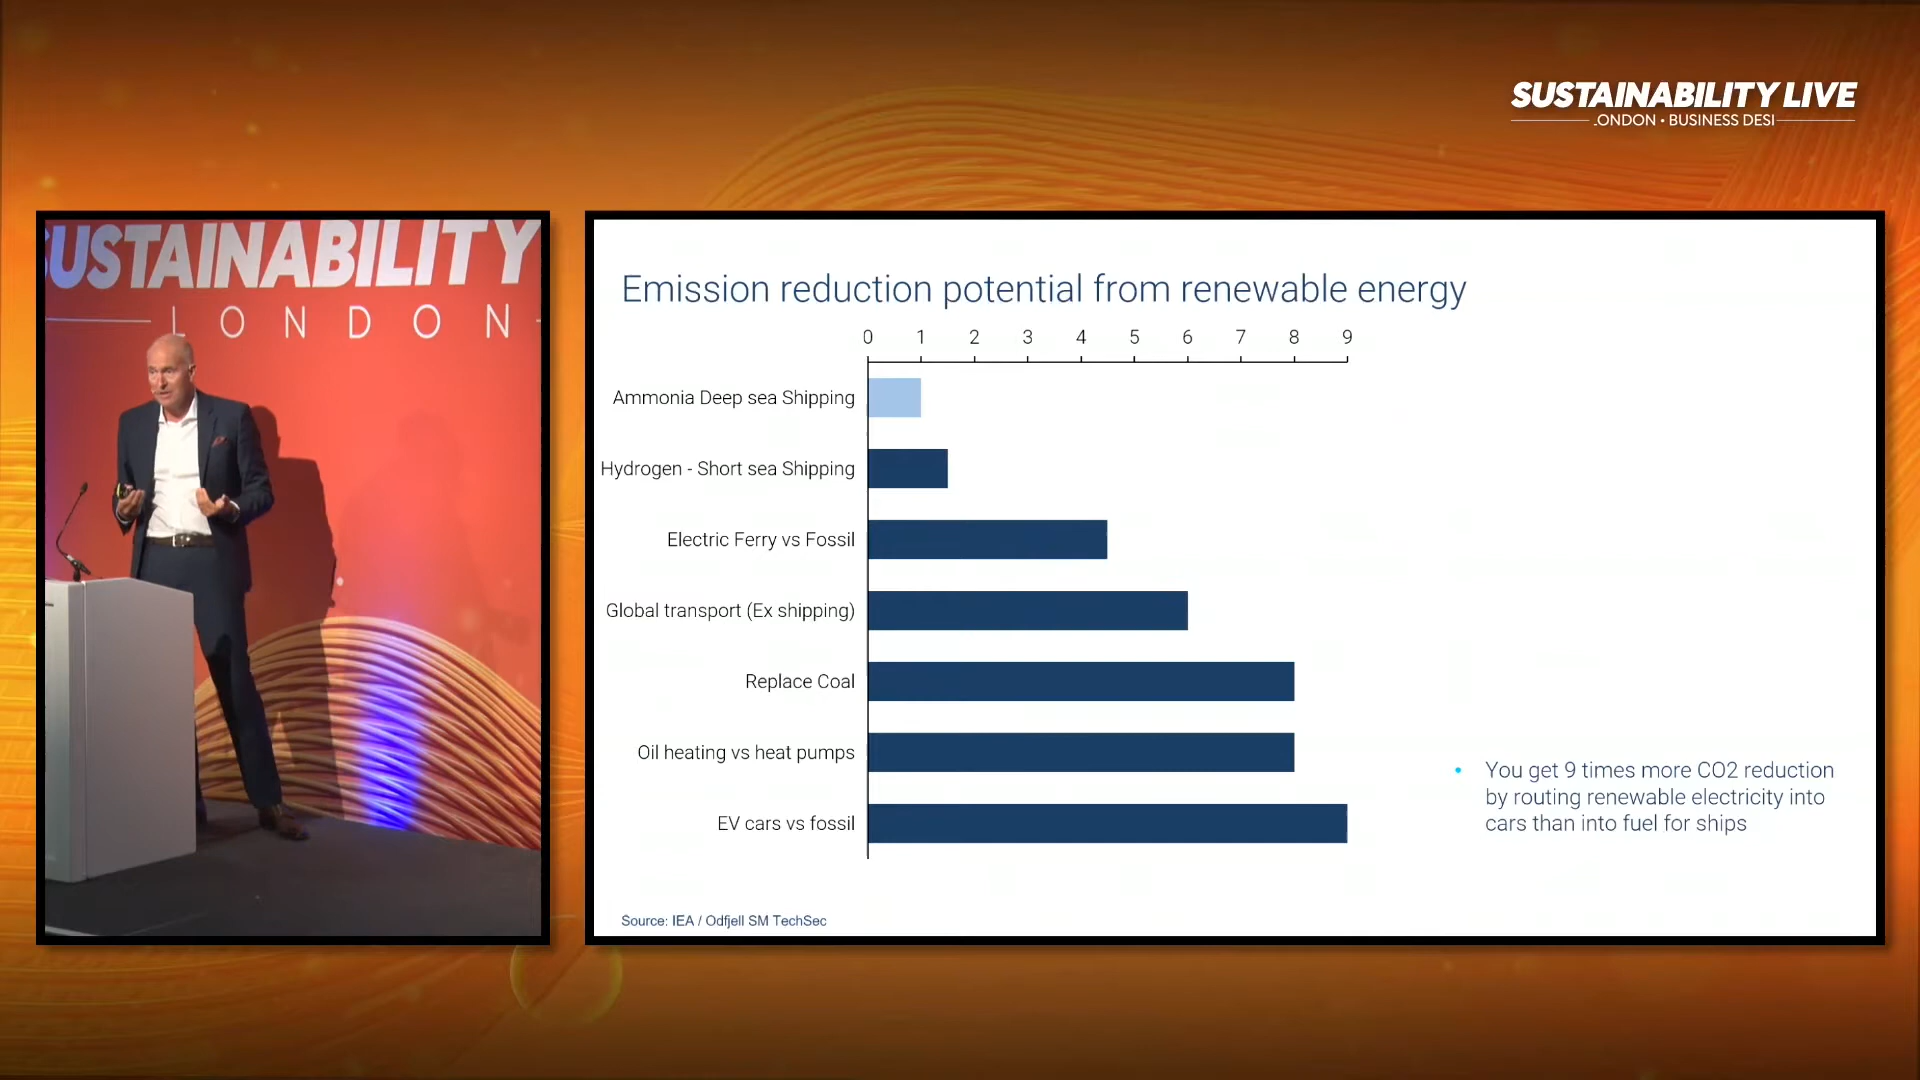 SUSTAINABILITY LIVE
LONDON • BUSINESS DESI
SUSTAINABILITY
LONDON
Emission reduction potential from renewable energy
0 1 2 3 4 5 6 7 8 9
Ammonia Deep sea Shipping
Hydrogen - Short sea Shipping
Electric Ferry vs Fossil
Global transport (Ex shipping)
Replace Coal
Oil heating vs heat pumps
EV cars vs fossil
• You get 9 times more CO2 reduction
by routing renewable electricity into
cars than into fuel for ships
Source: IEA / Odfjell SM TechSec